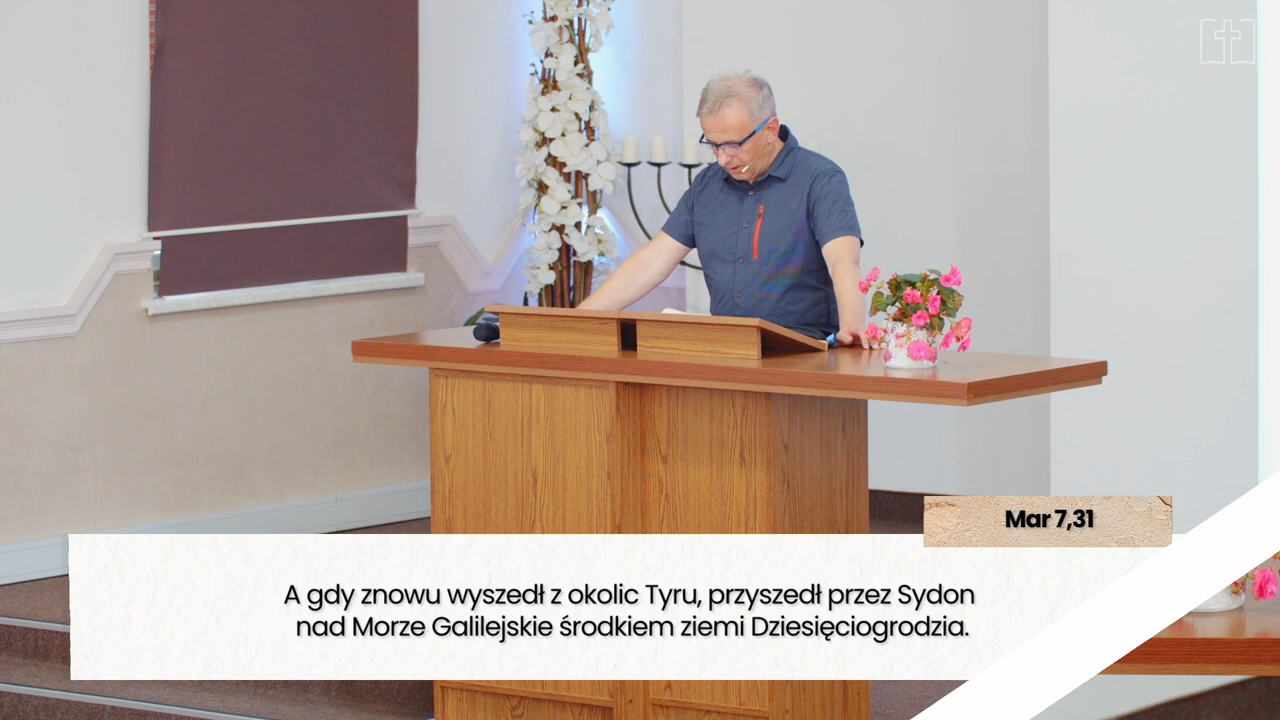 Mar 7,31
A gdy znowu wyszedł z okolic Tyru, przyszedł przez Sydon
nad Morze Galilejskie środkiem ziemi Dziesięciogrodzia.